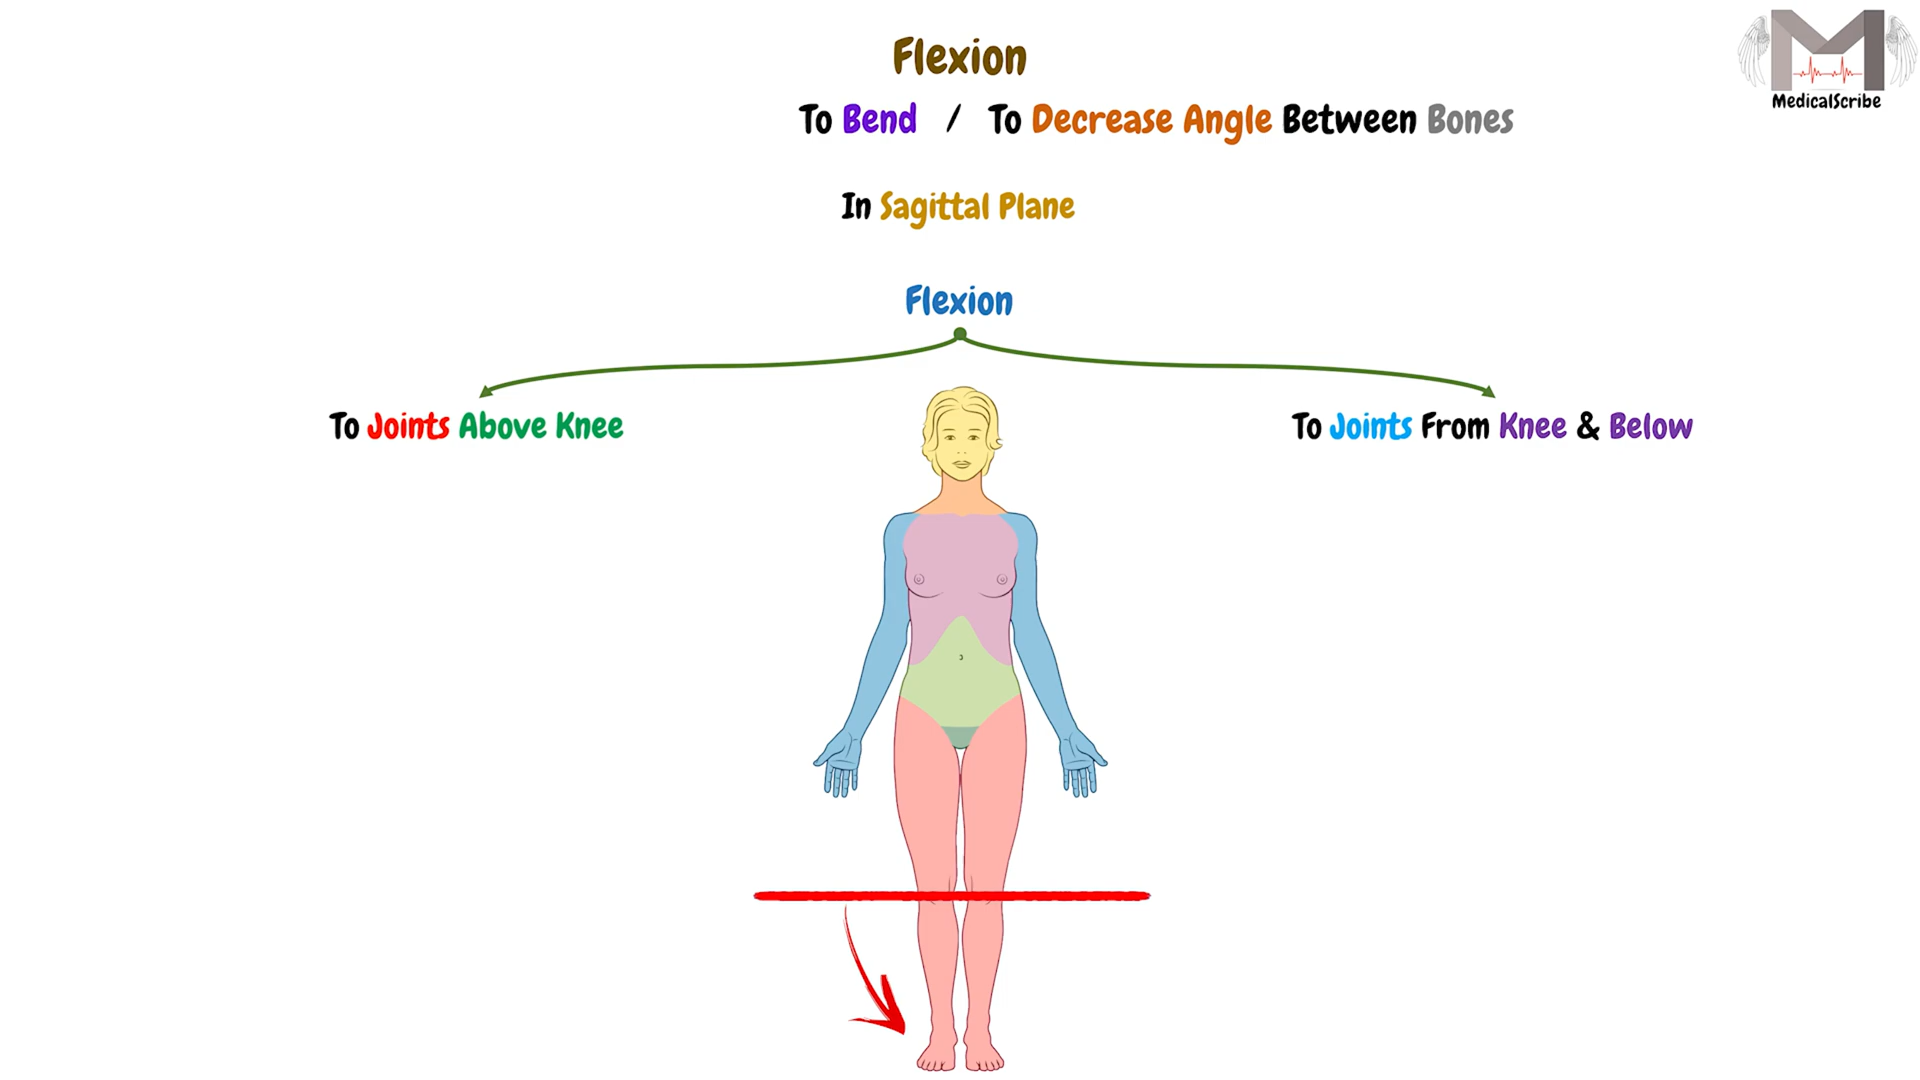 Flexion
To Bend / To Decrease Angle Between Bones
MedicalScribe
In Sagittal Plane
Flexion
To Joints Above Knee
To Joints From Knee & Below